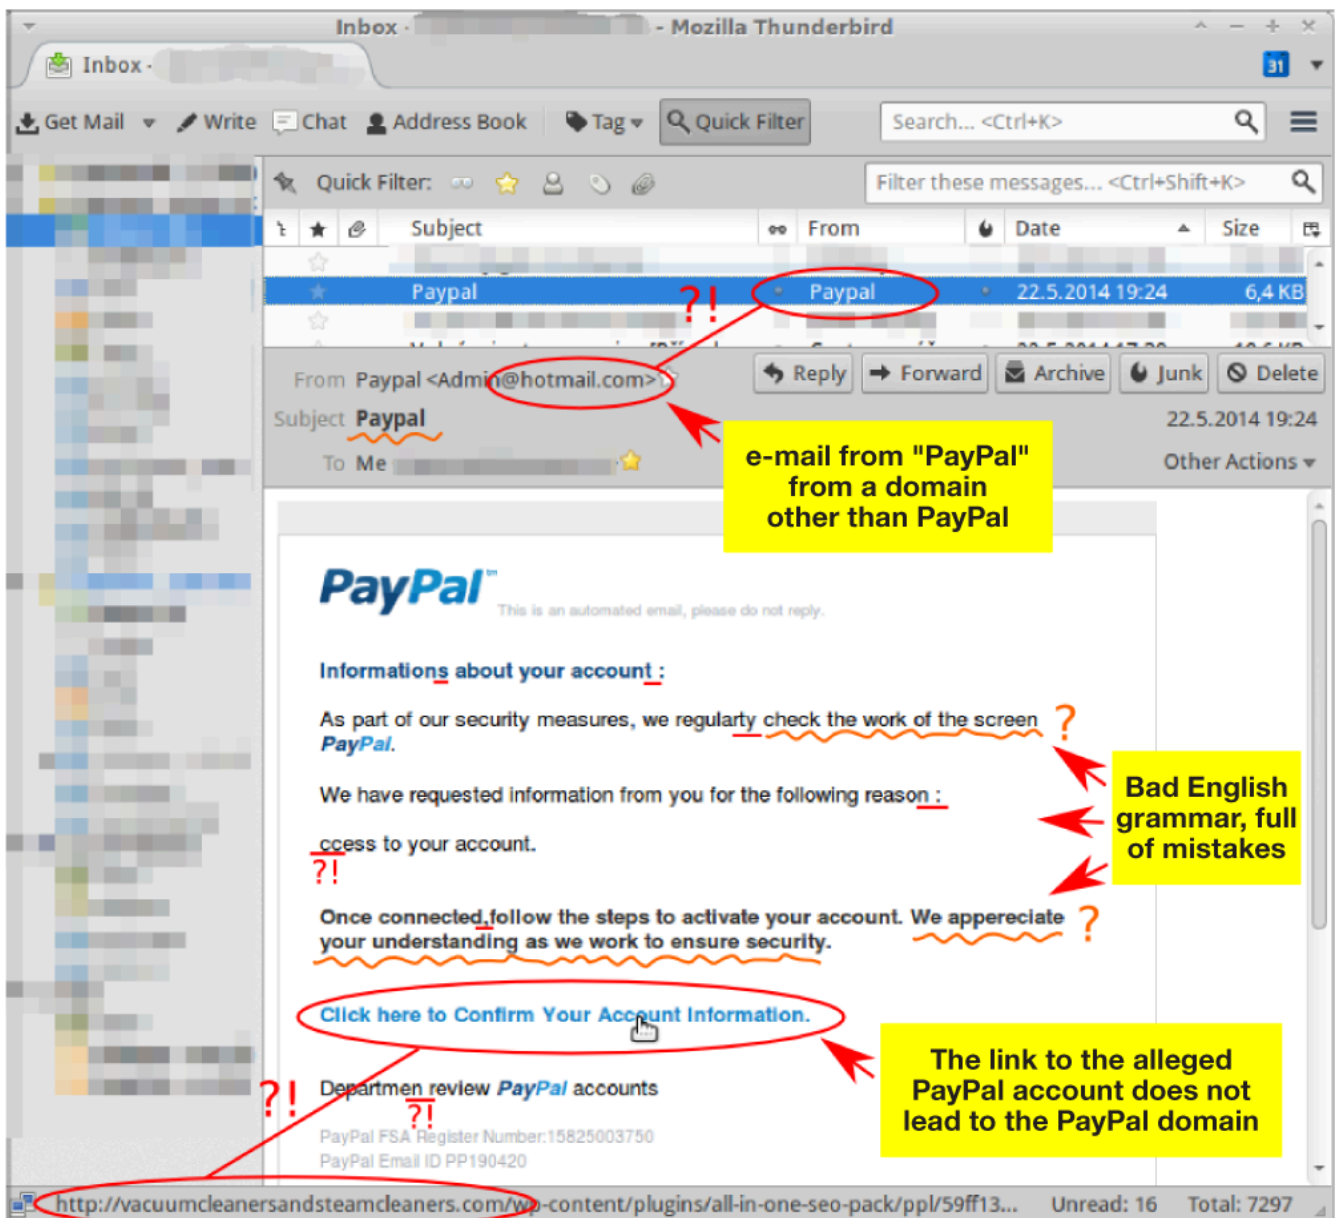 Inbox - - Mozilla Thunderbird
Inbox - 31
Get Mail Write Chat Address Book Tag Quick Filter Search... <Ctrl+K>
Quick Filter: Filter these messages... <Ctrl+Shift+K>
Subject From Date Size
Paypal ?! Paypal 22.5.2014 19:24 6,4 KB
From Paypal <Admin@hotmail.com> Reply Forward Archive Junk Delete
Subject Paypal 22.5.2014 19:24
To Me Other Actions
e-mail from "PayPal"
from a domain
other than PayPal
PayPal™ This is an automated email, please do not reply.
Informations about your account :
As part of our security measures, we regularty check the work of the screen ?
PayPal.
We have requested information from you for the following reason :
ccess to your account.
?!
Bad English
grammar, full
of mistakes
Once connected,follow the steps to activate your account. We appereciate ?
your understanding as we work to ensure security.
Click here to Confirm Your Account Information.
The link to the alleged
PayPal account does not
lead to the PayPal domain
?!
Departmen review PayPal accounts
?!
PayPal FSA Register Number:15825003750
PayPal Email ID PP190420
http://vacuumcleanersandsteamcleaners.com/wp-content/plugins/all-in-one-seo-pack/ppl/59ff13... Unread: 16 Total: 7297